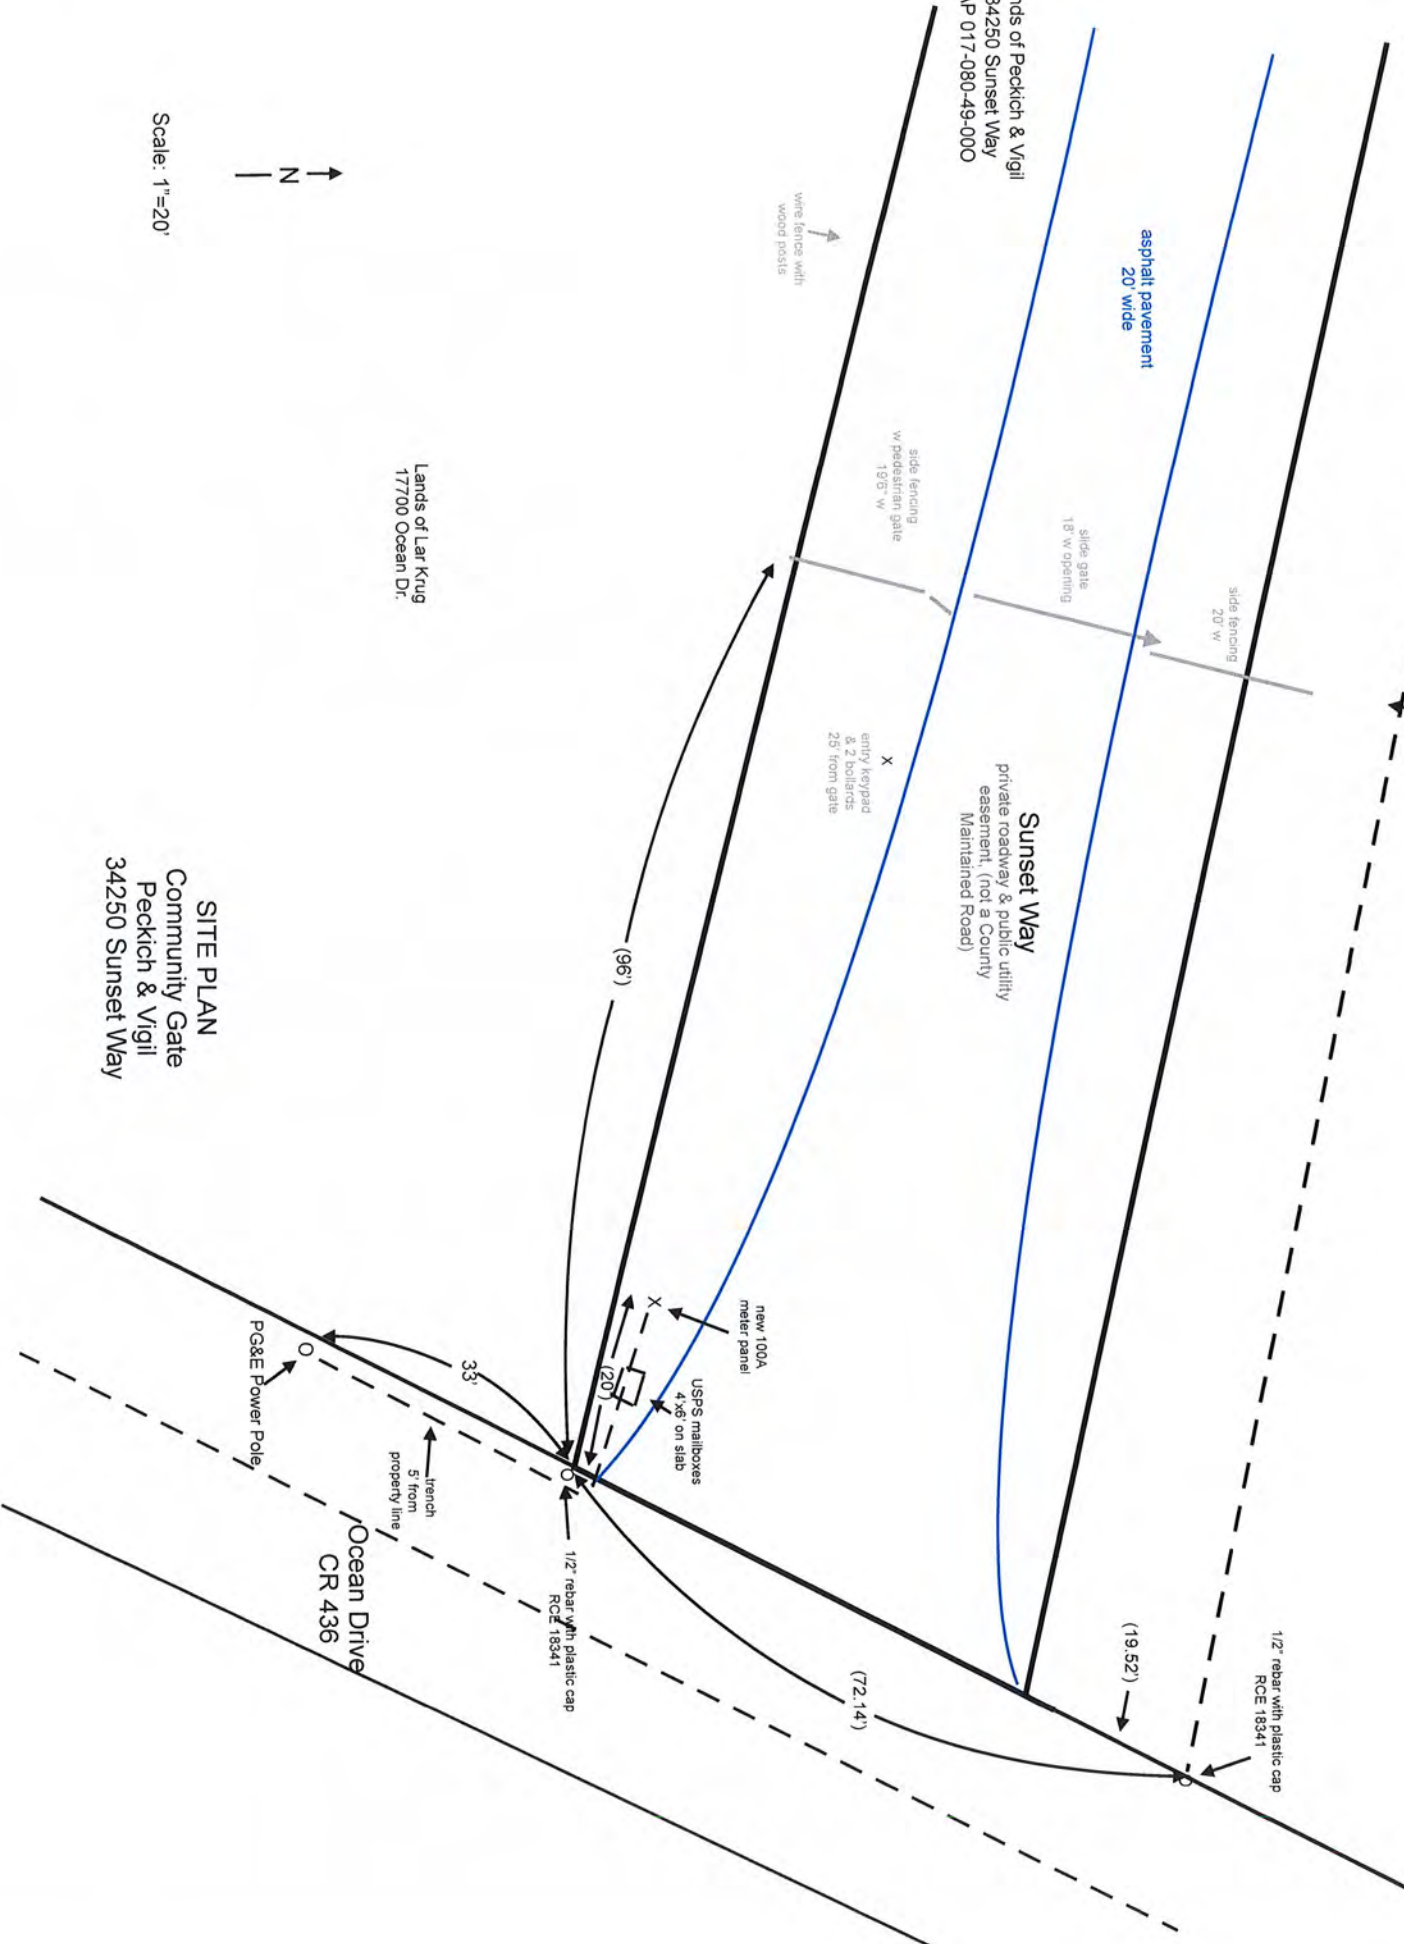 nds of Peckich & Vigil
34250 Sunset Way
AP 017-080-49-00O
asphalt pavement
20' wide
wire fence with
wood posts
N
Scale: 1"=20'
side fencing
w pedestrian gate
19'6" W
slide gate
18' w opening
side fencing
20' w
Lands of Lar Krug
17700 Ocean Dr.
X
entry keypad
& 2 bollards
25' from gate
Sunset Way
private roadway & public utility
easement, (not a County
Maintained Road)
(96')
SITE PLAN
Community Gate
Peckich & Vigil
34250 Sunset Way
X
new 100A
meter panel
USPS mailboxes
4'x6' on slab
(20')
33'
O
PG&E Power Pole
trench
5' from
property line
O
1/2" rebar with plastic cap
RCE 18341
Ocean Drive
CR 436
(72.14')
(19.52')
1/2" rebar with plastic cap
RCE 18341
O